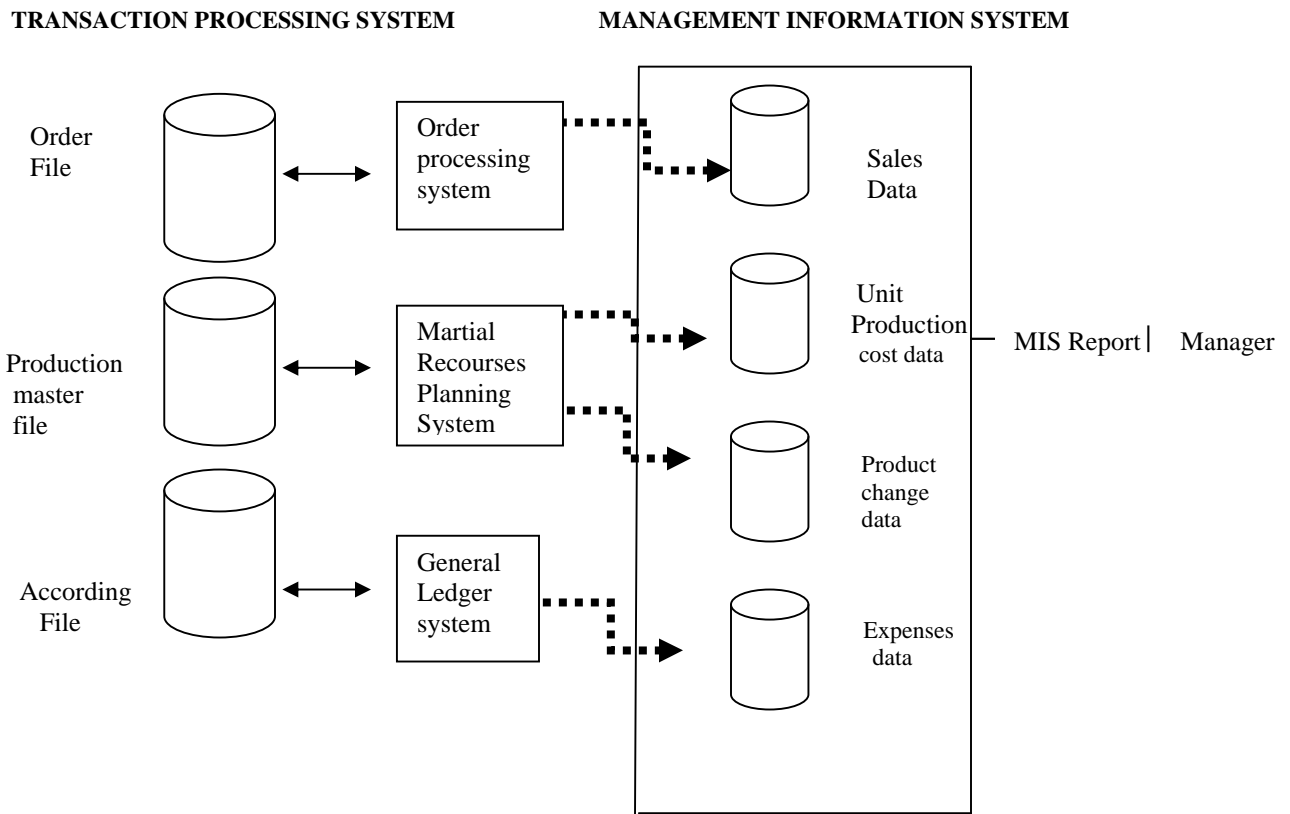 TRANSACTION PROCESSING SYSTEM
MANAGEMENT INFORMATION SYSTEM
Order
File
Order
processing
system
Sales
Data
Production
master
file
Martial
Recourses
Planning
System
Unit
Production
cost data
MIS Report
Manager
Product
change
data
According
File
General
Ledger
system
Expenses
data